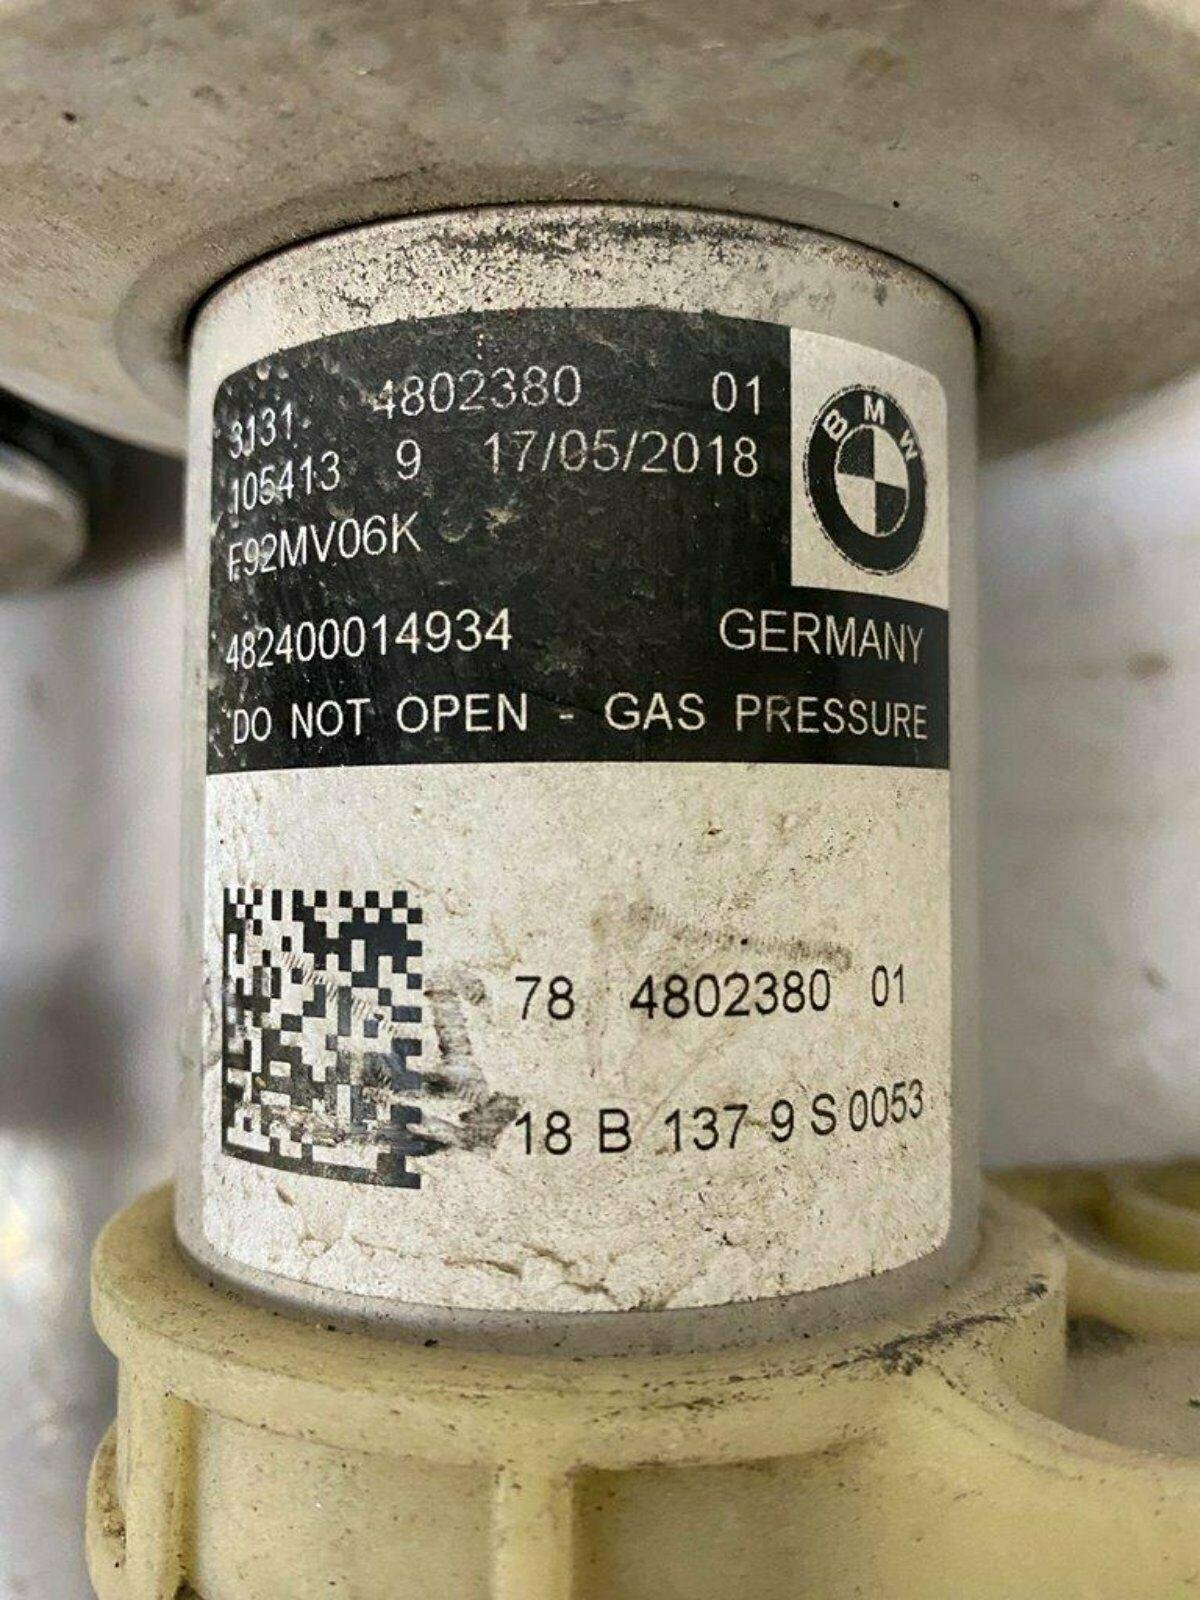 3131 4802380 01
105413 9 17/05/2018
F92MV06K
482400014934 GERMANY
DO NOT OPEN - GAS PRESSURE
BMW
78 4802380 01
18 B 137 9 S 0053